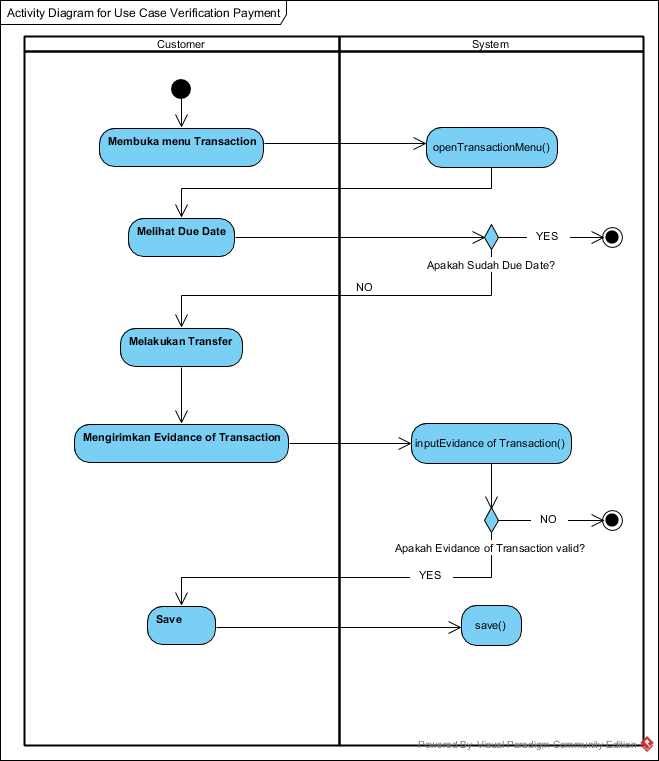 Activity Diagram for Use Case Verification Payment
Customer
System
Membuka menu Transaction
openTransactionMenu()
Melihat Due Date
YES
Apakah Sudah Due Date?
NO
Melakukan Transfer
Mengirimkan Evidance of Transaction
inputEvidance of Transaction()
NO
Apakah Evidance of Transaction valid?
YES
Save
save()
Powered By Visual Paradigm Community Edition